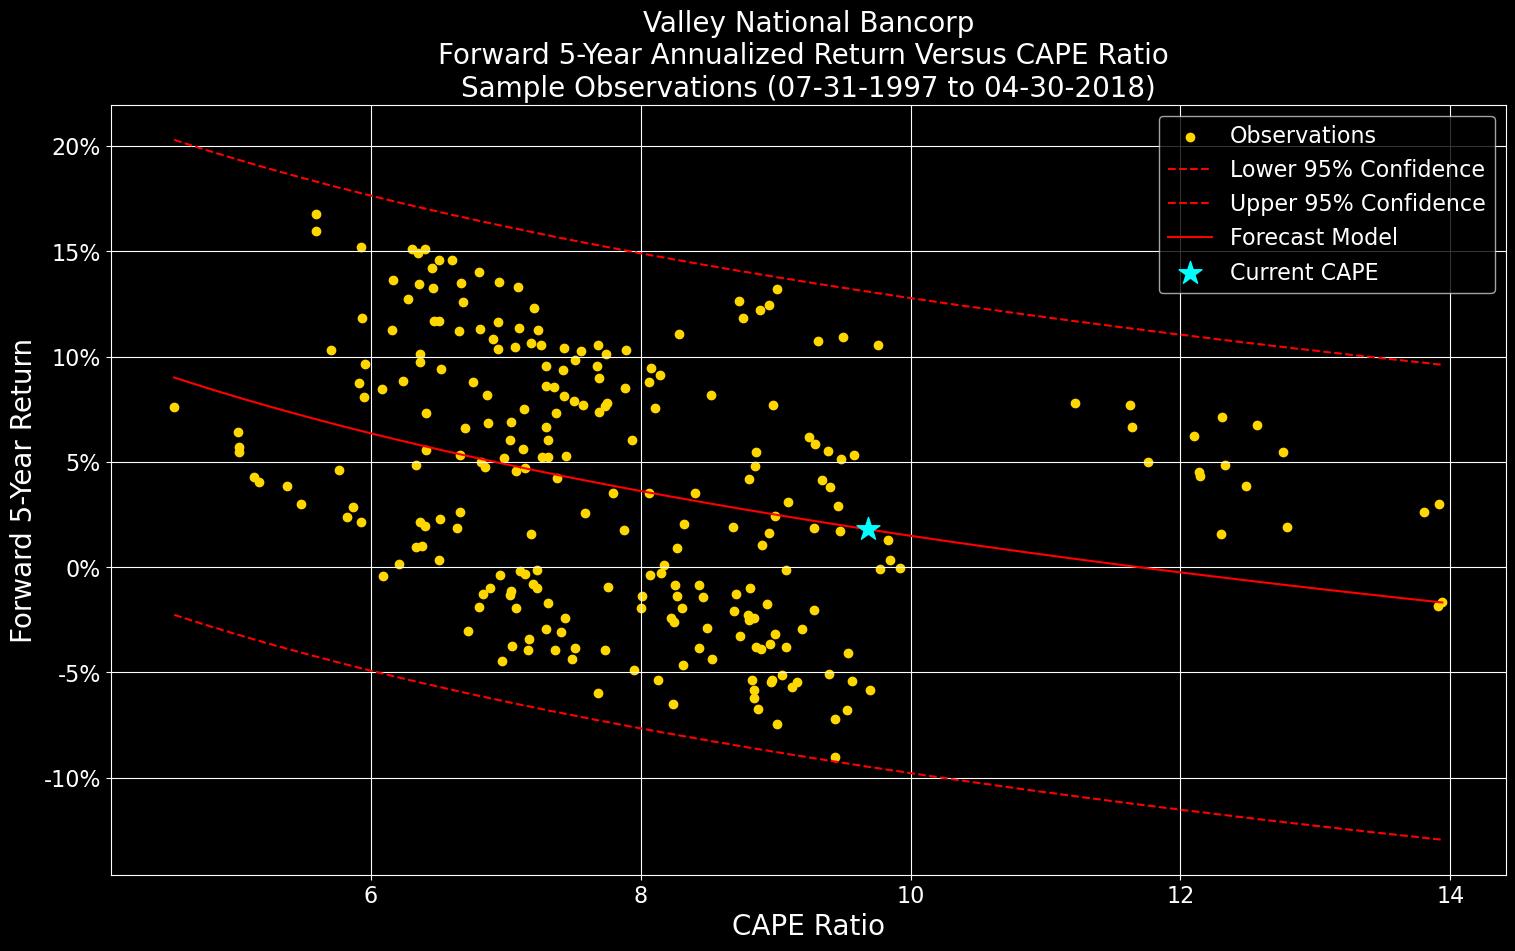 Valley National Bancorp
Forward 5-Year Annualized Return Versus CAPE Ratio
Sample Observations (07-31-1997 to 04-30-2018)
Observations
Lower 95% Confidence
Upper 95% Confidence
Forecast Model
Current CAPE
Forward 5-Year Return
20%
15%
10%
5%
0%
-5%
-10%
6 8 10 12 14
CAPE Ratio